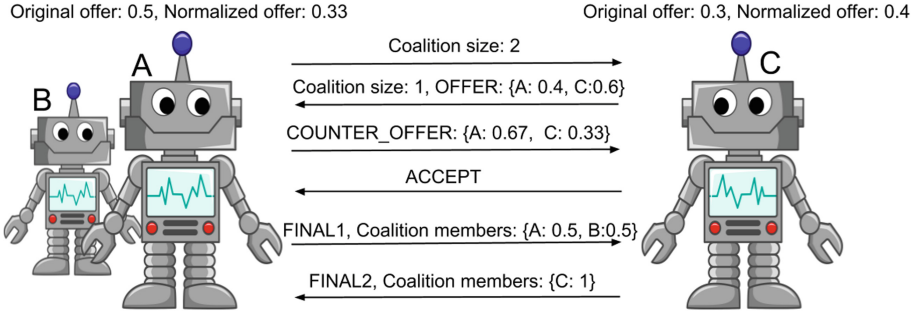 Original offer: 0.5, Normalized offer: 0.33
Original offer: 0.3, Normalized offer: 0.4
A
B
C
Coalition size: 2
Coalition size: 1, OFFER: {A: 0.4, C:0.6}
COUNTER_OFFER: {A: 0.67, C: 0.33}
ACCEPT
FINAL1, Coalition members: {A: 0.5, B:0.5}
FINAL2, Coalition members: {C: 1}